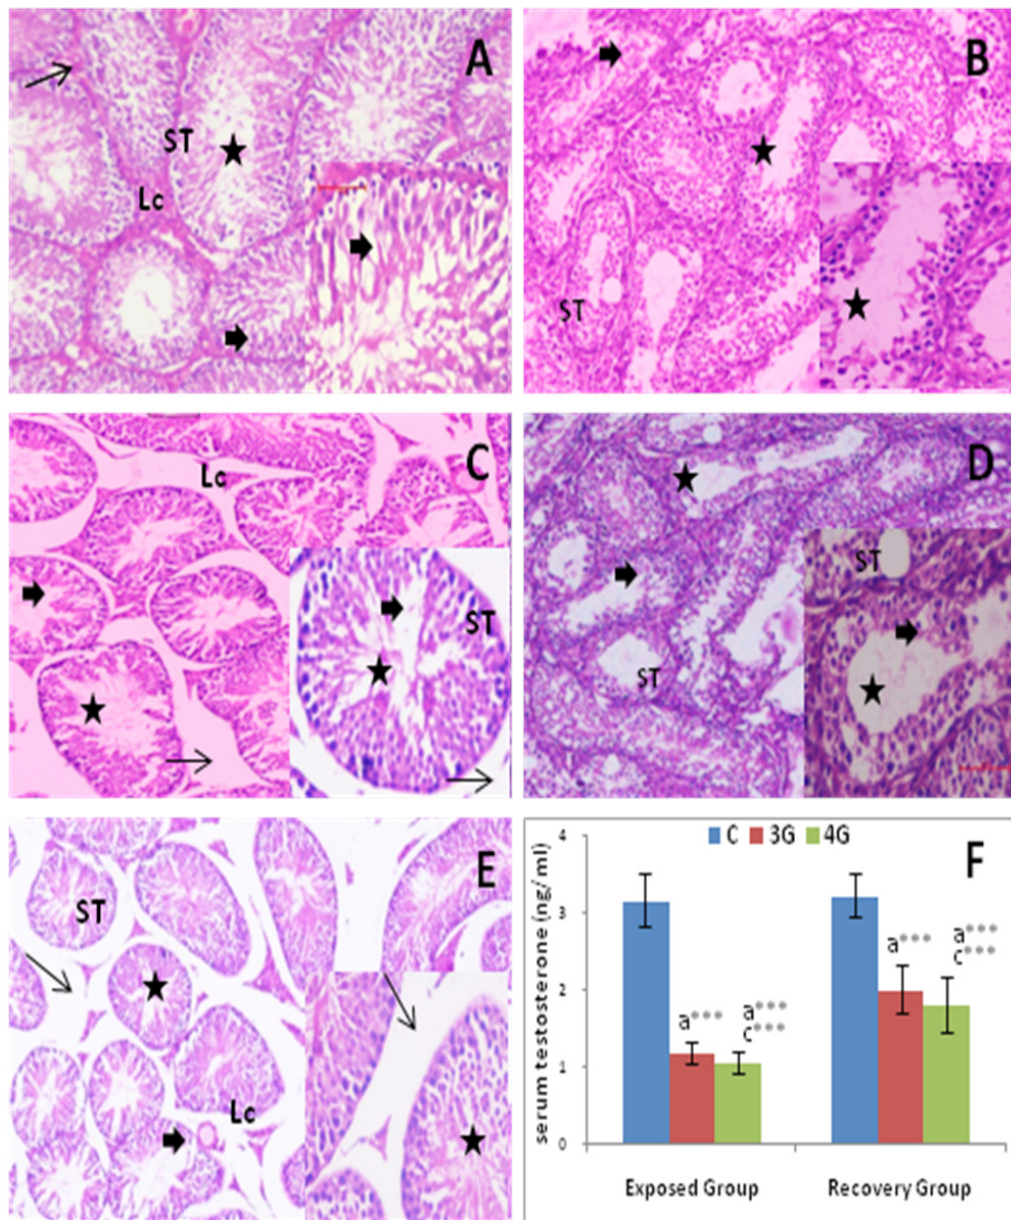 A
ST
Lc
B
ST
C
Lc
ST
D
ST
ST
E
ST
Lc
F
C 3G 4G
serum testosterone (ng/ml)
4
3
2
1
0
a***
a***
c***
a***
a***
c***
Exposed Group Recovery Group